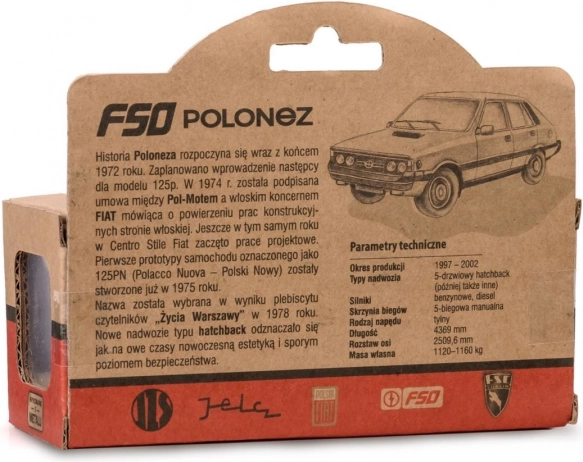 FSO POLONEZ
Historia Poloneza rozpoczyna się wraz z końcem
1972 roku. Zaplanowano wprowadzenie następcy
dla modelu 125p. W 1974 r. została podpisana
umowa między Pol-Motem a włoskim koncernem
FIAT mówiąca o powierzeniu prac konstrukcyj-
nych stronie włoskiej. Jeszcze w tym samym roku
w Centro Stile Fiat zaczęto prace projektowe.
Pierwsze prototypy samochodu oznaczonego jako
125PN (Polacco Nuova – Polski Nowy) zostały
stworzone już w 1975 roku.
Nazwa została wybrana w wyniku plebiscytu
czytelników „Życia Warszawy” w 1978 roku.
Nowe nadwozie typu hatchback odznaczało się
jak na owe czasy nowoczesną estetyką i sporym
poziomem bezpieczeństwa.
Parametry techniczne
Okres produkcji 1997 – 2002
Typy nadwozia 5-drzwiowy hatchback
(później także inne)
Silniki benzynowe, diesel
Skrzynia biegów 5-biegowa manualna
Rodzaj napędu tylny
Długość 4369 mm
Rozstaw osi 2509,6 mm
Masa własna 1120–1160 kg
Jelcz
POLSKI
FIAT
FSO
METALU